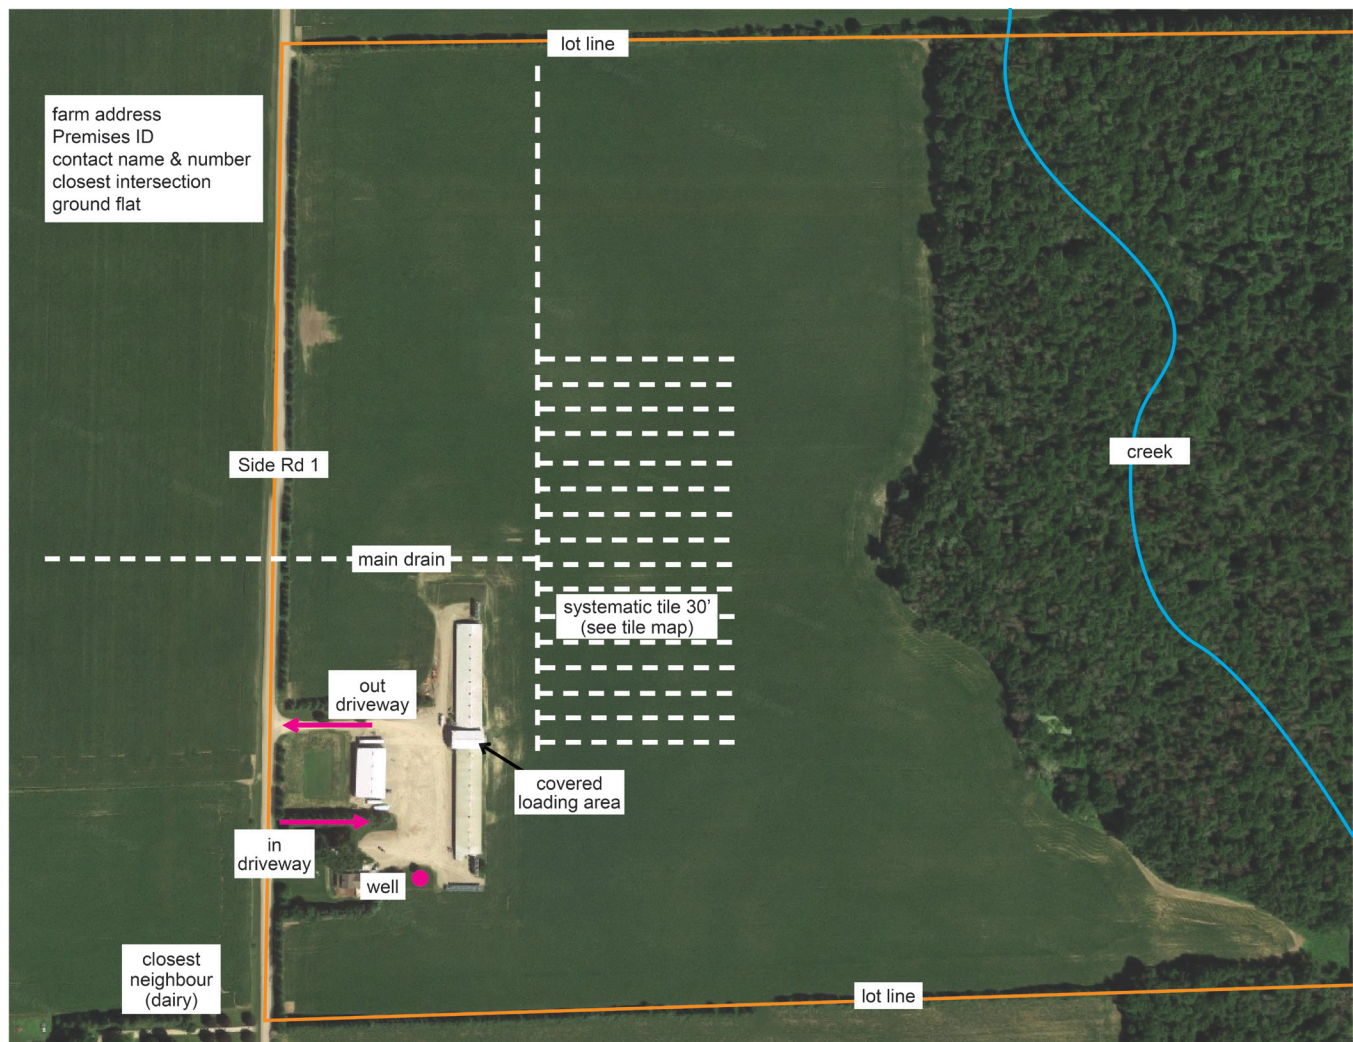 lot line
farm address
Premises ID
contact name & number
closest intersection
ground flat
creek
Side Rd 1
main drain
systematic tile 30’
(see tile map)
out
driveway
covered
loading area
in
driveway
well
closest
neighbour
(dairy)
lot line